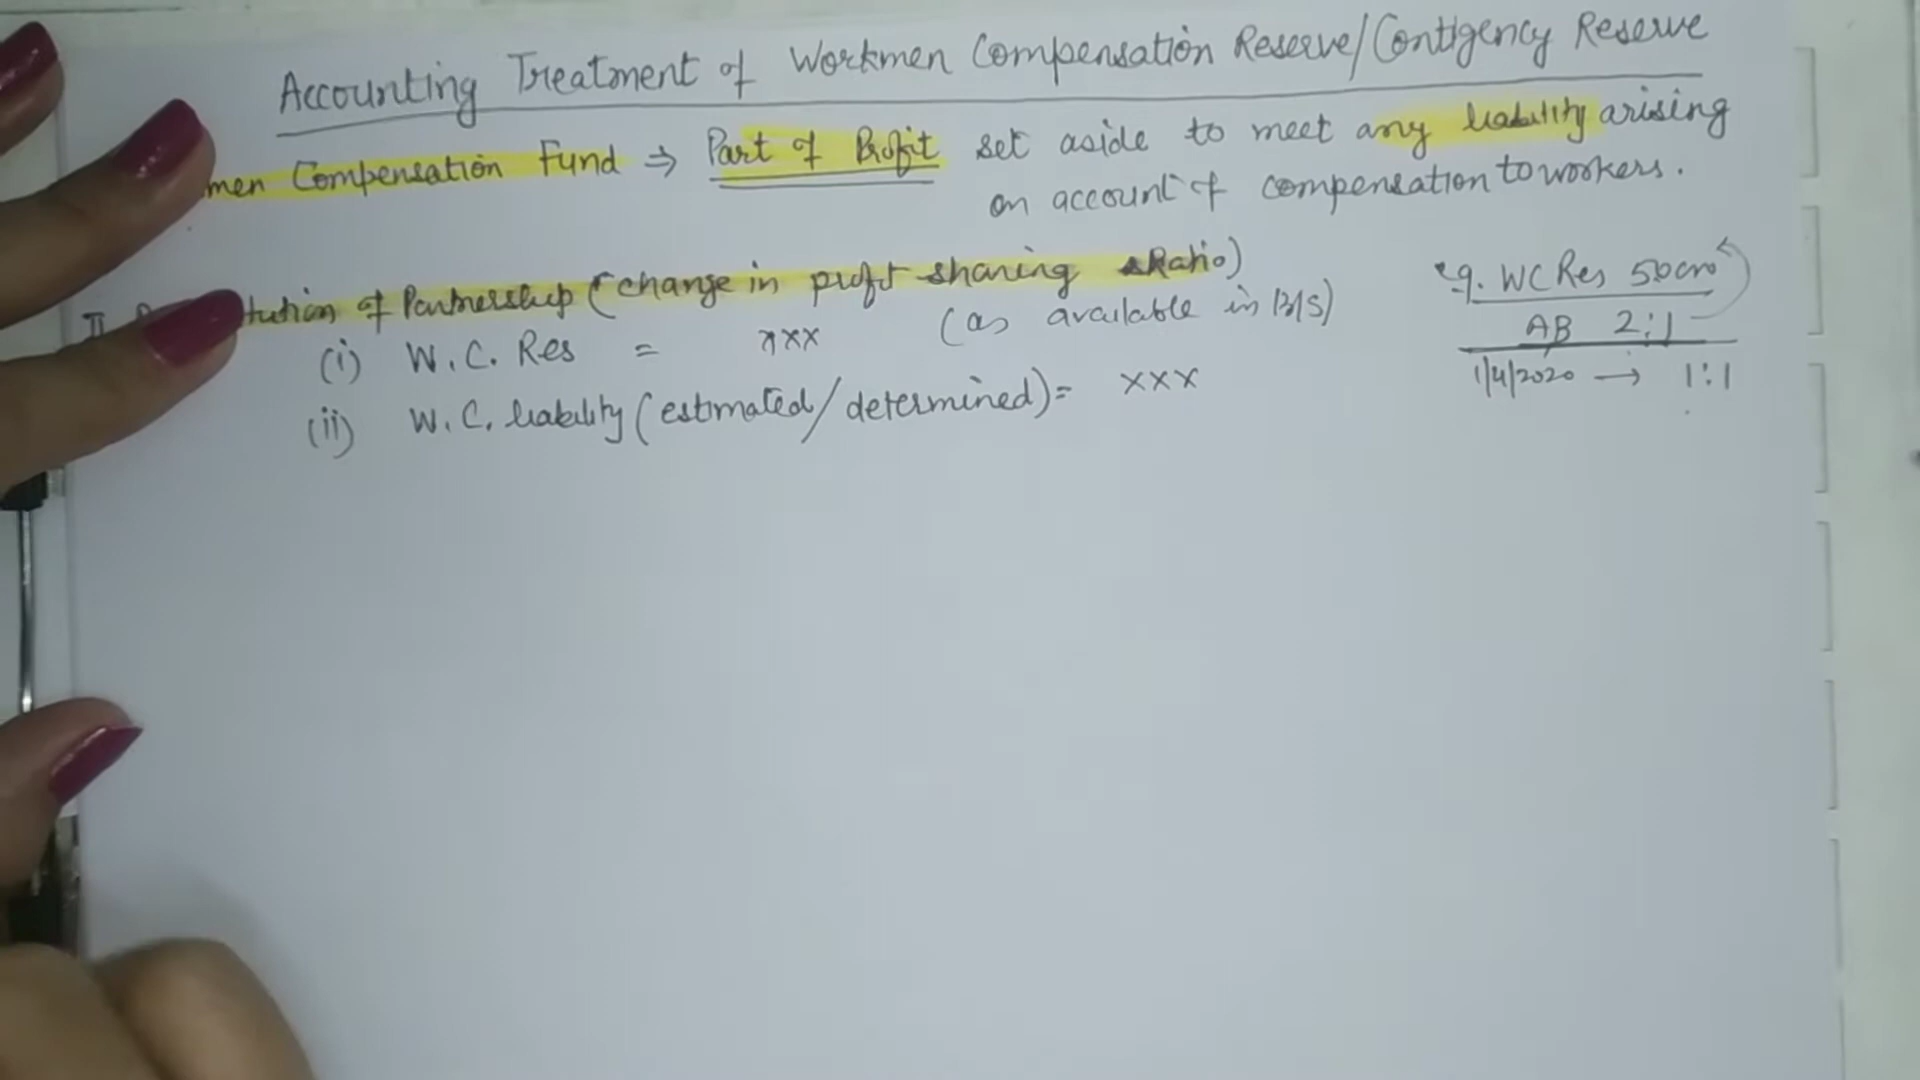 Accounting Treatment of Workmen Compensation Reserve/Contigency Reserve
men Compensation Fund ⇒ Part of Profit set aside to meet any liability arising
on account of compensation to workers.
II. tution of Partnership (change in profit sharing Ratio)
(i) W.C. Res = xxx (as available in B/S)
(ii) W.C. liability (estimated/determined) = xxx
eg. WC Res
AB 2:1
1/4/2020 → 1:1